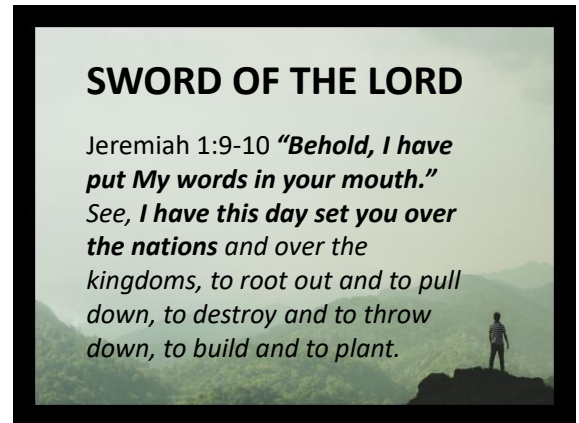 SWORD OF THE LORD
Jeremiah 1:9-10 “Behold, I have
put My words in your mouth.”
See, I have this day set you over
the nations and over the
kingdoms, to root out and to pull
down, to destroy and to throw
down, to build and to plant.